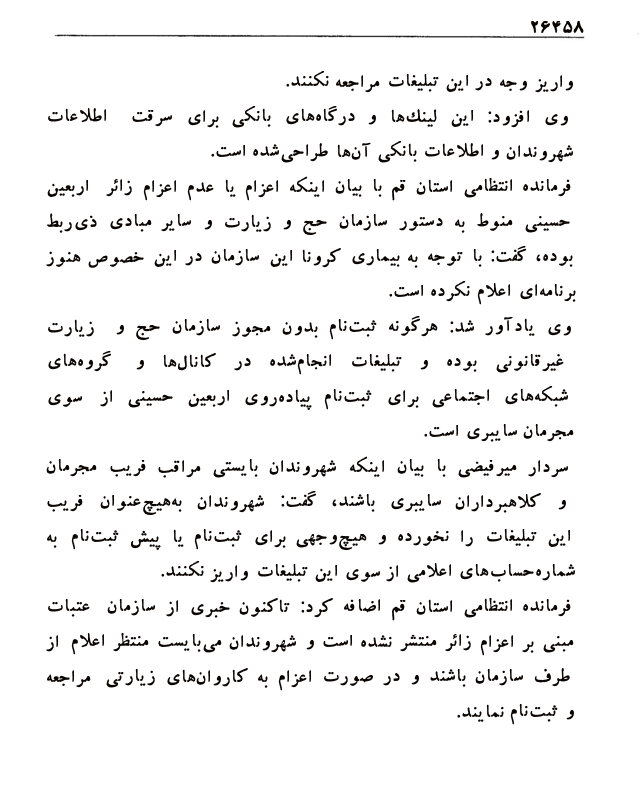 ۲۶۴۵۸
واریز وجه در این تبلیغات مراجعه نکنند.
وی افزود: این لینك‌ها و درگاه‌های بانکی برای سرقت اطلاعات
شهروندان و اطلاعات بانکی آن‌ها طراحی‌شده است.
فرمانده انتظامی استان قم با بیان اینکه اعزام یا عدم اعزام زائر اربعین
حسینی منوط به دستور سازمان حج و زیارت و سایر مبادی ذی‌ربط
بوده، گفت: با توجه به بیماری کرونا این سازمان در این خصوص هنوز
برنامه‌ای اعلام نکرده است.
وی یادآور شد: هرگونه ثبت‌نام بدون مجوز سازمان حج و زیارت
غیرقانونی بوده و تبلیغات انجام‌شده در کانال‌ها و گروه‌های
شبکه‌های اجتماعی برای ثبت‌نام پیاده‌روی اربعین حسینی از سوی
مجرمان سایبری است.
سردار میرفیضی با بیان اینکه شهروندان بایستی مراقب فریب مجرمان
و کلاهبرداران سایبری باشند، گفت: شهروندان به‌هیچ‌عنوان فریب
این تبلیغات را نخورده و هیچ‌وجهی برای ثبت‌نام یا پیش ثبت‌نام به
شماره‌حساب‌های اعلامی از سوی این تبلیغات واریز نکنند.
فرمانده انتظامی استان قم اضافه کرد: تاکنون خبری از سازمان عتبات
مبنی بر اعزام زائر منتشر نشده است و شهروندان می‌بایست منتظر اعلام از
طرف سازمان باشند و در صورت اعزام به کاروان‌های زیارتی مراجعه
و ثبت‌نام نمایند.